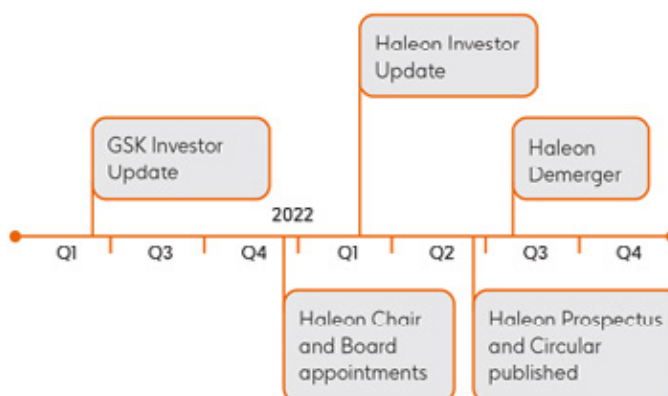 Haleon Investor
Update
GSK Investor
Update
Haleon
Demerger
2022
Q1 Q3 Q4 Q1 Q2 Q3 Q4
Haleon Chair
and Board
appointments
Haleon Prospectus
and Circular
published